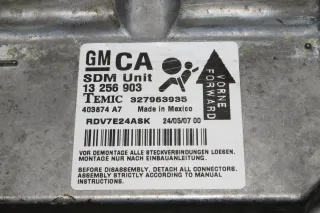 GM CA
SDM Unit
13 256 903
TEMIC 327963935
403874 A7 Made in Mexico
RDV7E24ASK 24/05/07 00
VORNE
FORWARD
VOR DEMONTAGE ALLE STECKVERBINDUNGEN LOESEN.
MONTAGE NUR NACH EINBAUANLEITUNG.
BEFORE DISASSEMBLY, DETACH ALL CONNECTORS.
ASSEMBLY STRICTLY ACCORDING TO MANUAL
INSTRUCTIONS.